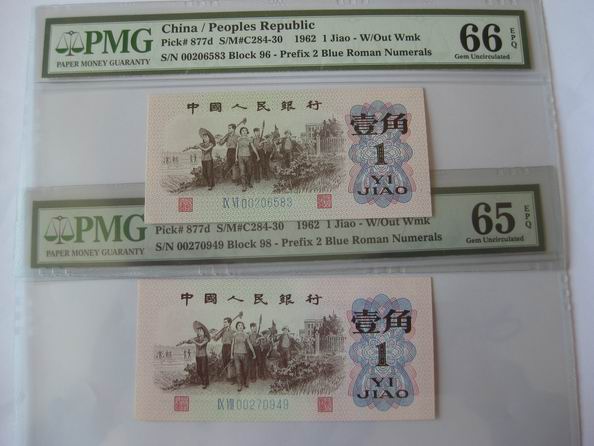 PMG
PAPER MONEY GUARANTY
China / Peoples Republic
Pick# 877d S/M#C284-30 1962 1 Jiao - W/Out Wmk
S/N 00206583 Block 96 - Prefix 2 Blue Roman Numerals
66 EPQ
Gem Uncirculated
中國人民銀行
壹角
1
YI
JIAO
IX VI 00206583
PMG
PAPER MONEY GUARANTY
Pick# 877d S/M#C284-30 1962 1 Jiao - W/Out Wmk
S/N 00270949 Block 98 - Prefix 2 Blue Roman Numerals
65 EPQ
Gem Uncirculated
中國人民銀行
壹角
1
YI
JIAO
IX VIII 00270949